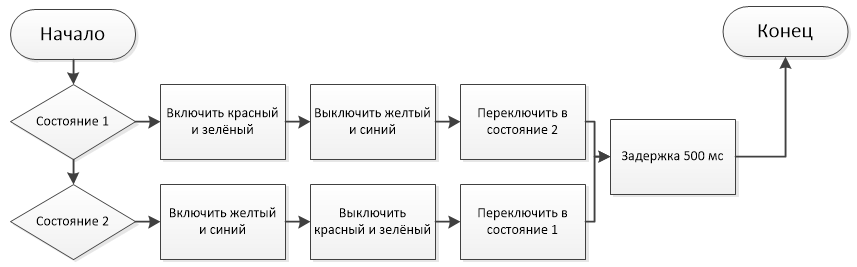 Начало
Конец
Состояние 1
Включить красный
и зелёный
Выключить желтый
и синий
Переключить в
состояние 2
Задержка 500 мс
Состояние 2
Включить желтый
и синий
Выключить
красный и зелёный
Переключить в
состояние 1